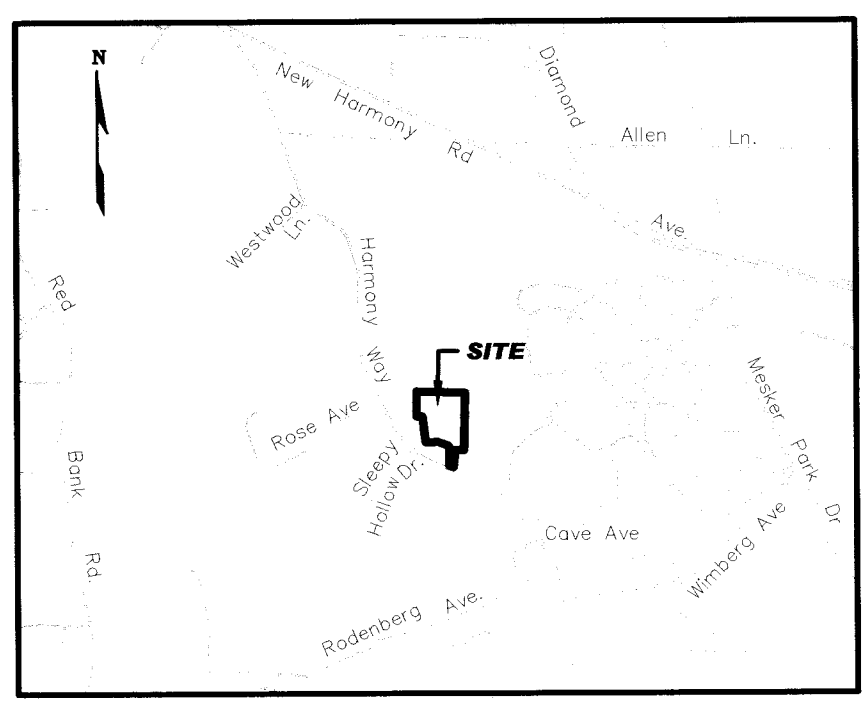 N
New Harmony Rd
Diamond
Ave.
Allen Ln.
Westwood
Ln.
Harmony Way
Red
Bank
Rd.
SITE
Rose Ave
Sleepy
Hollow Dr.
Mesker Park Dr
Cave Ave
Wimberg Ave
Rodenberg Ave.